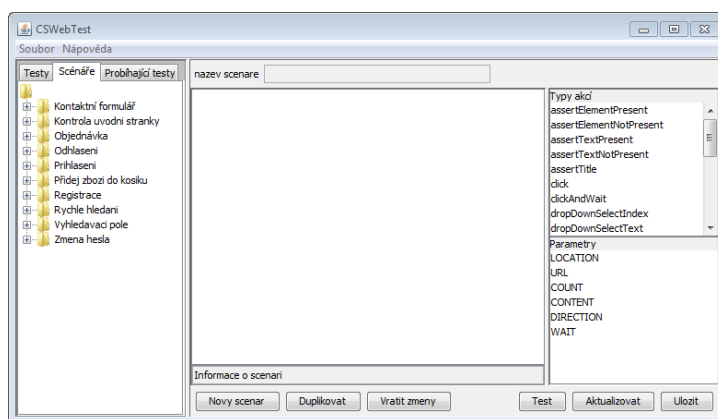 CSWebTest
Soubor Nápověda
Testy Scénáře Probíhající testy
Kontaktní formulář
Kontrola uvodni stranky
Objednávka
Odhlaseni
Prihlaseni
Přidej zbozi do kosiku
Registrace
Rychle hledani
Vyhledavaci pole
Zmena hesla
nazev scenare
Informace o scenari
Typy akcí
assertElementPresent
assertElementNotPresent
assertTextPresent
assertTextNotPresent
assertTitle
click
clickAndWait
dropDownSelectIndex
dropDownSelectText
Parametry
LOCATION
URL
COUNT
CONTENT
DIRECTION
WAIT
Novy scenar Duplikovat Vratit zmeny Test Aktualizovat Ulozit